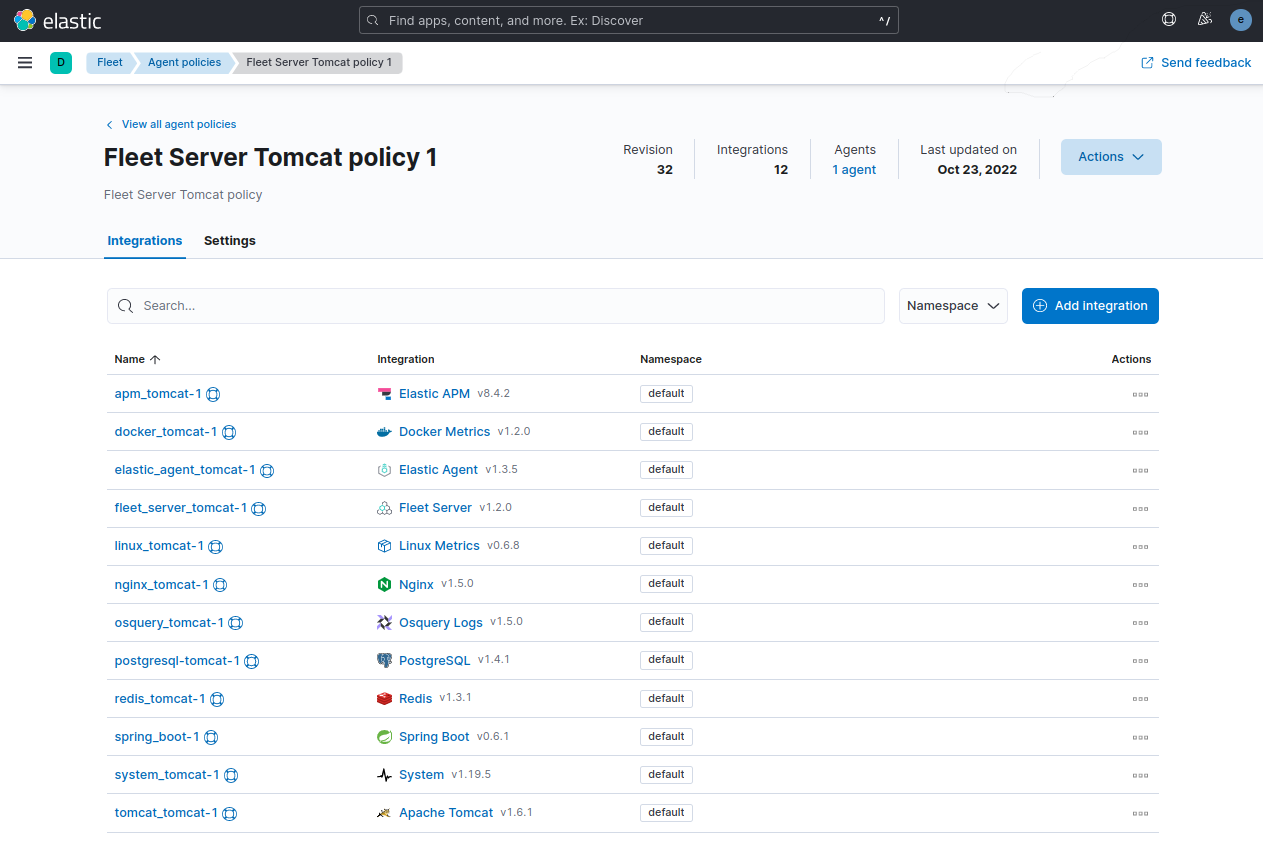 elastic
Find apps, content, and more. Ex: Discover ^/
e
D Fleet Agent policies Fleet Server Tomcat policy 1 Send feedback
View all agent policies
Fleet Server Tomcat policy 1
Fleet Server Tomcat policy
Revision Integrations Agents Last updated on
32 12 1 agent Oct 23, 2022
Actions
Integrations Settings
Search... Namespace Add integration
Name Integration Namespace Actions
apm_tomcat-1 Elastic APM v8.4.2 default
docker_tomcat-1 Docker Metrics v1.2.0 default
elastic_agent_tomcat-1 Elastic Agent v1.3.5 default
fleet_server_tomcat-1 Fleet Server v1.2.0 default
linux_tomcat-1 Linux Metrics v0.6.8 default
nginx_tomcat-1 Nginx v1.5.0 default
osquery_tomcat-1 Osquery Logs v1.5.0 default
postgresql-tomcat-1 PostgreSQL v1.4.1 default
redis_tomcat-1 Redis v1.3.1 default
spring_boot-1 Spring Boot v0.6.1 default
system_tomcat-1 System v1.19.5 default
tomcat_tomcat-1 Apache Tomcat v1.6.1 default